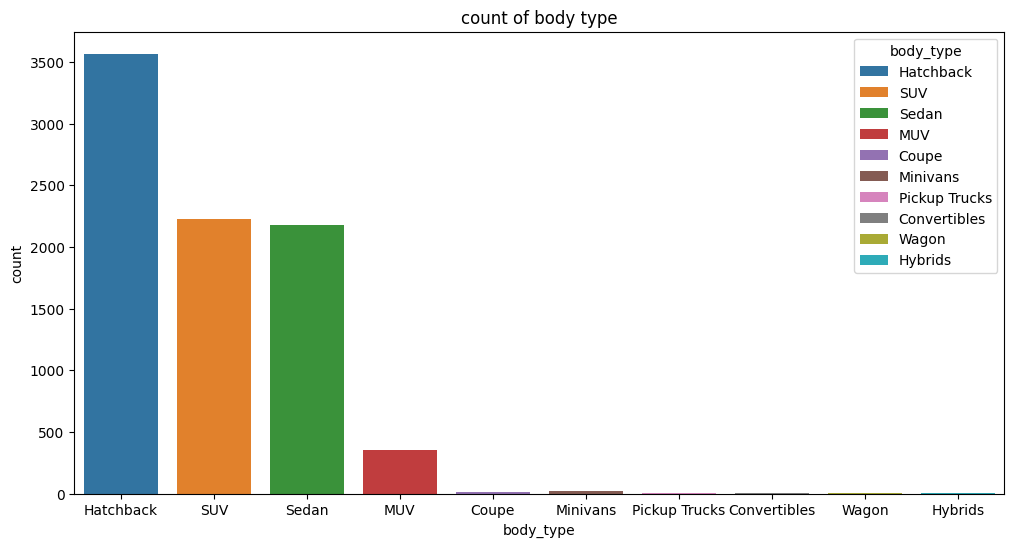 count of body type
3500
3000
2500
2000
1500
1000
500
0
count
body_type
Hatchback
SUV
Sedan
MUV
Coupe
Minivans
Pickup Trucks
Convertibles
Wagon
Hybrids
Hatchback SUV Sedan MUV Coupe Minivans Pickup Trucks Convertibles Wagon Hybrids
body_type